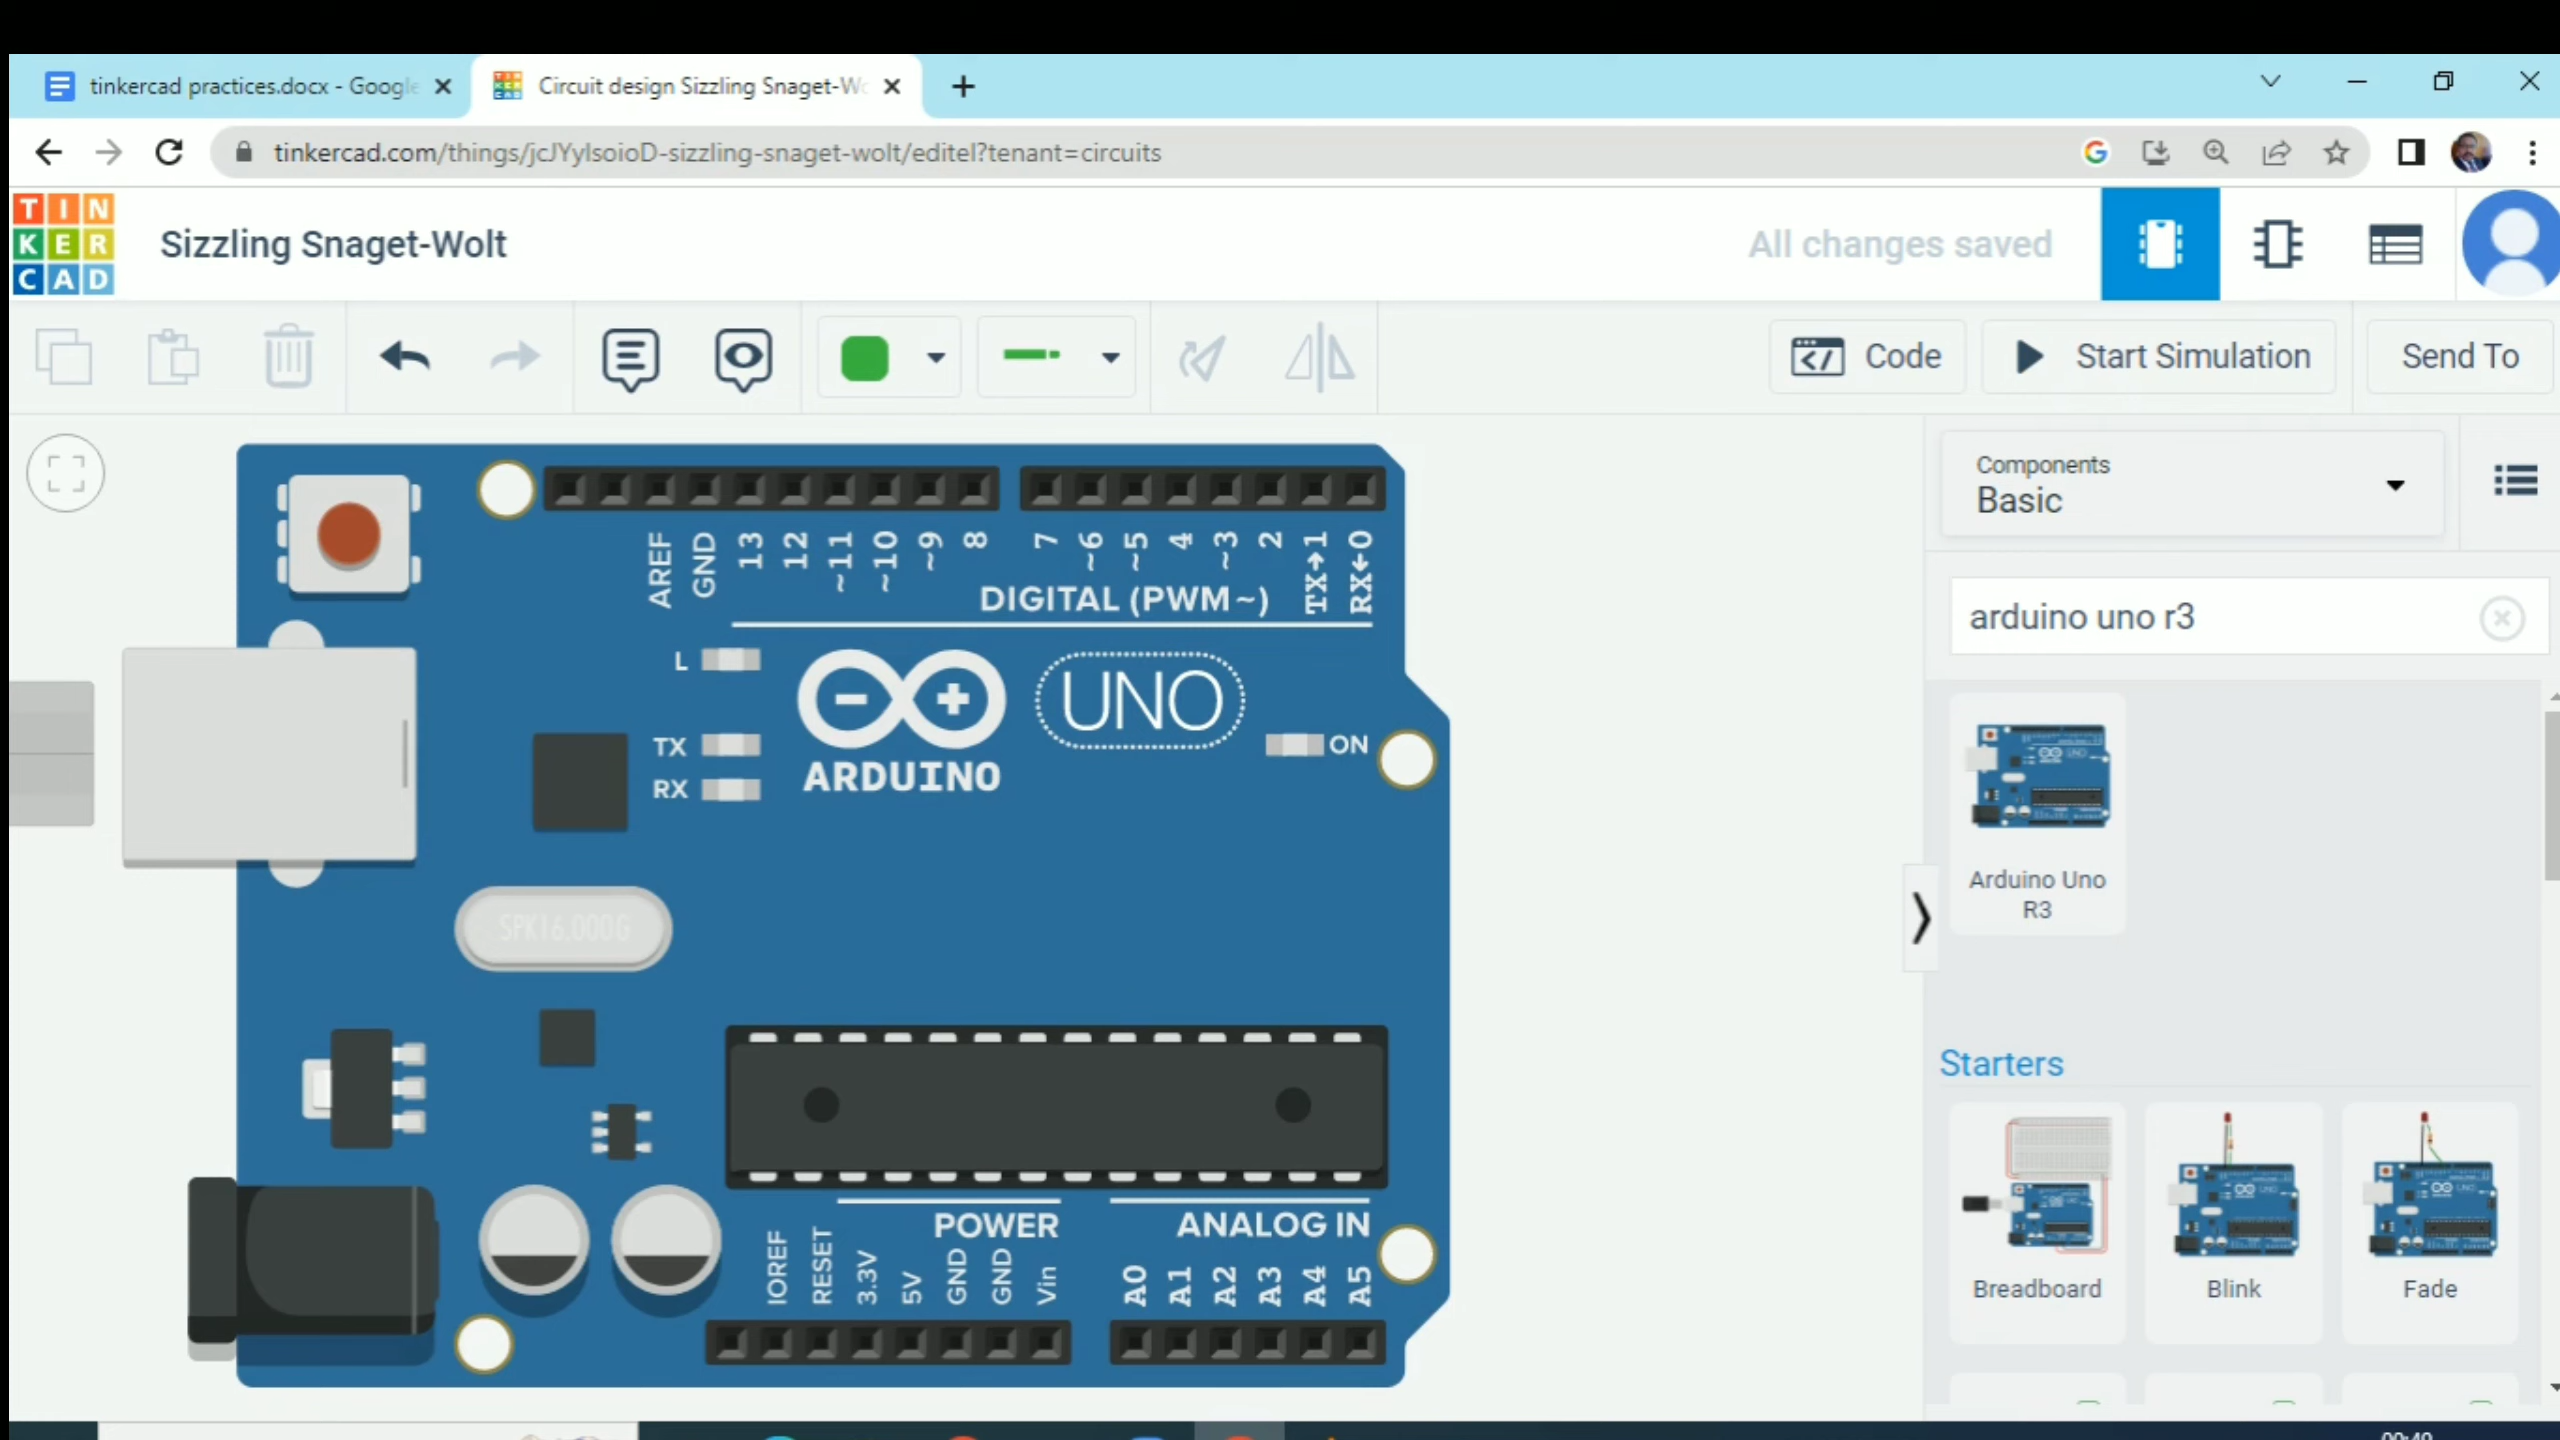 tinkercad practices.docx - Google
Circuit design Sizzling Snaget-Wo
tinkercad.com/things/jcJYyIsoioD-sizzling-snaget-wolt/editel?tenant=circuits
TIN
KER
CAD
Sizzling Snaget-Wolt
All changes saved
Code
Start Simulation
Send To
Components
Basic
arduino uno r3
Arduino Uno
R3
Starters
Breadboard
Blink
Fade
AREF
GND
13
12
~11
~10
~9
8
7
~6
~5
4
~3
2
TX→1
RX←0
DIGITAL (PWM~)
L
TX
RX
UNO
ON
ARDUINO
SPK16.000G
POWER
ANALOG IN
IOREF
RESET
3.3V
5V
GND
GND
Vin
A0
A1
A2
A3
A4
A5